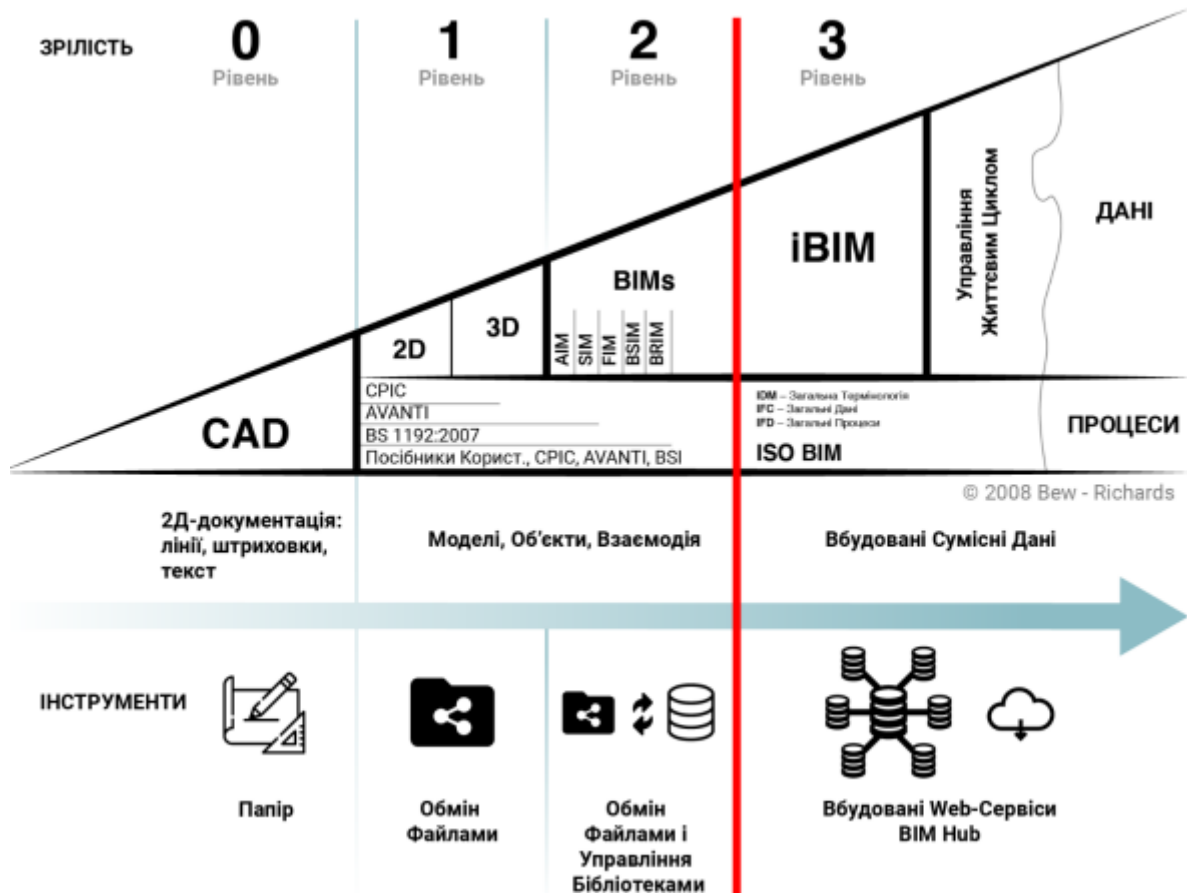 ЗРІЛІСТЬ
0
Рівень
1
Рівень
2
Рівень
3
Рівень
CAD
2D
3D
BIMs
AIM
SIM
FIM
BSIM
BRIM
iBIM
Управління
Життєвим Циклом
ДАНІ
CPIC
AVANTI
BS 1192:2007
Посібники Корист., CPIC, AVANTI, BSI
IDM – Загальна Термінологія
IFC – Загальні Дані
IFD – Загальні Процеси
ISO BIM
ПРОЦЕСИ
© 2008 Bew - Richards
2Д-документація:
лінії, штриховки,
текст
Моделі, Об'єкти, Взаємодія
Вбудовані Сумісні Дані
ІНСТРУМЕНТИ
Папір
Обмін
Файлами
Обмін
Файлами і
Управління
Бібліотеками
Вбудовані Web-Сервіси
BIM Hub